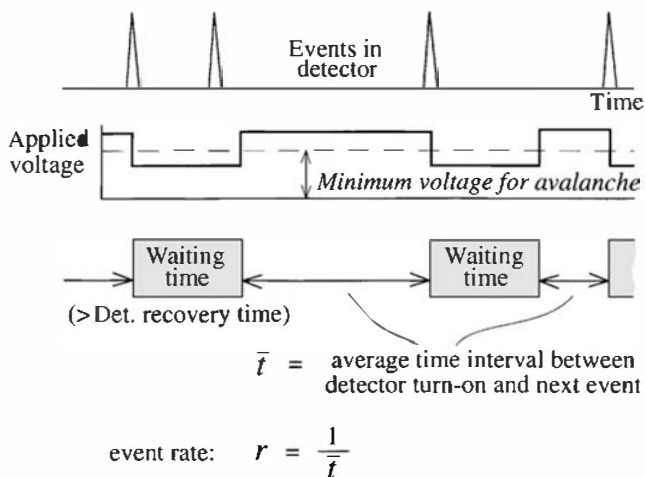 Events in
detector
Time
Applied
voltage
Minimum voltage for avalanche
Waiting
time
Waiting
time
(> Det. recovery time)
t̄ = average time interval between
detector turn-on and next event
event rate: r = 1/t̄